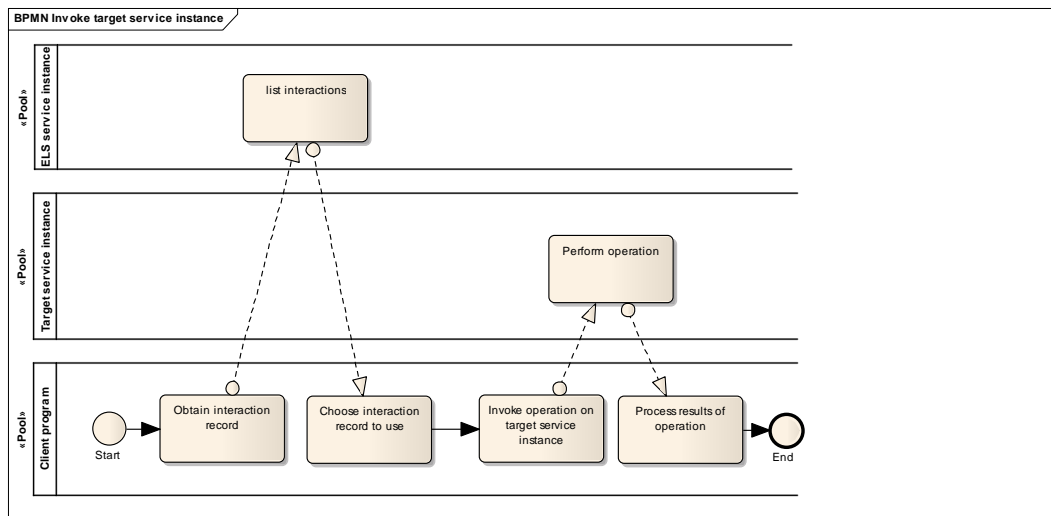 BPMN Invoke target service instance
«Pool»
ELS service instance
list interactions
«Pool»
Target service instance
Perform operation
«Pool»
Client program
Start
Obtain interaction
record
Choose interaction
record to use
Invoke operation on
target service
instance
Process results of
operation
End